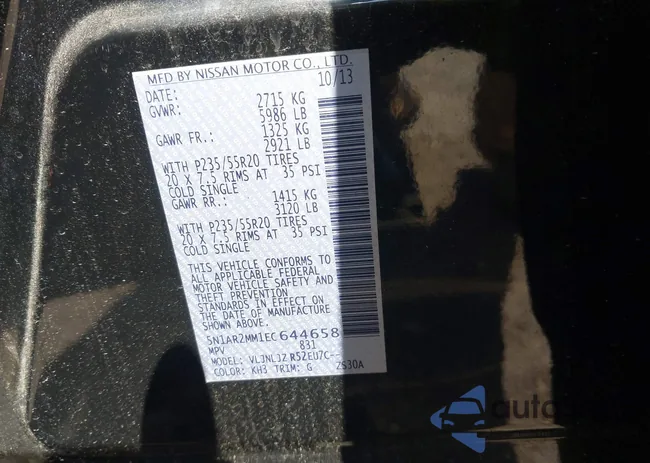 MFD BY NISSAN MOTOR CO., LTD.
DATE: 10/13
GVWR: 2715 KG
5986 LB
GAWR FR.: 1325 KG
2921 LB
WITH P235/55R20 TIRES
20 X 7.5 RIMS AT 35 PSI
COLD SINGLE
GAWR RR.: 1415 KG
3120 LB
WITH P235/55R20 TIRES
20 X 7.5 RIMS AT 35 PSI
COLD SINGLE
THIS VEHICLE CONFORMS TO
ALL APPLICABLE FEDERAL
MOTOR VEHICLE SAFETY AND
THEFT PREVENTION
STANDARDS IN EFFECT ON
THE DATE OF MANUFACTURE
SHOWN ABOVE.
5N1AR2MM1EC644658
MPV 831
MODEL: VLJNLJZ R52EU7C--
COLOR: KH3 TRIM: G ZS30A